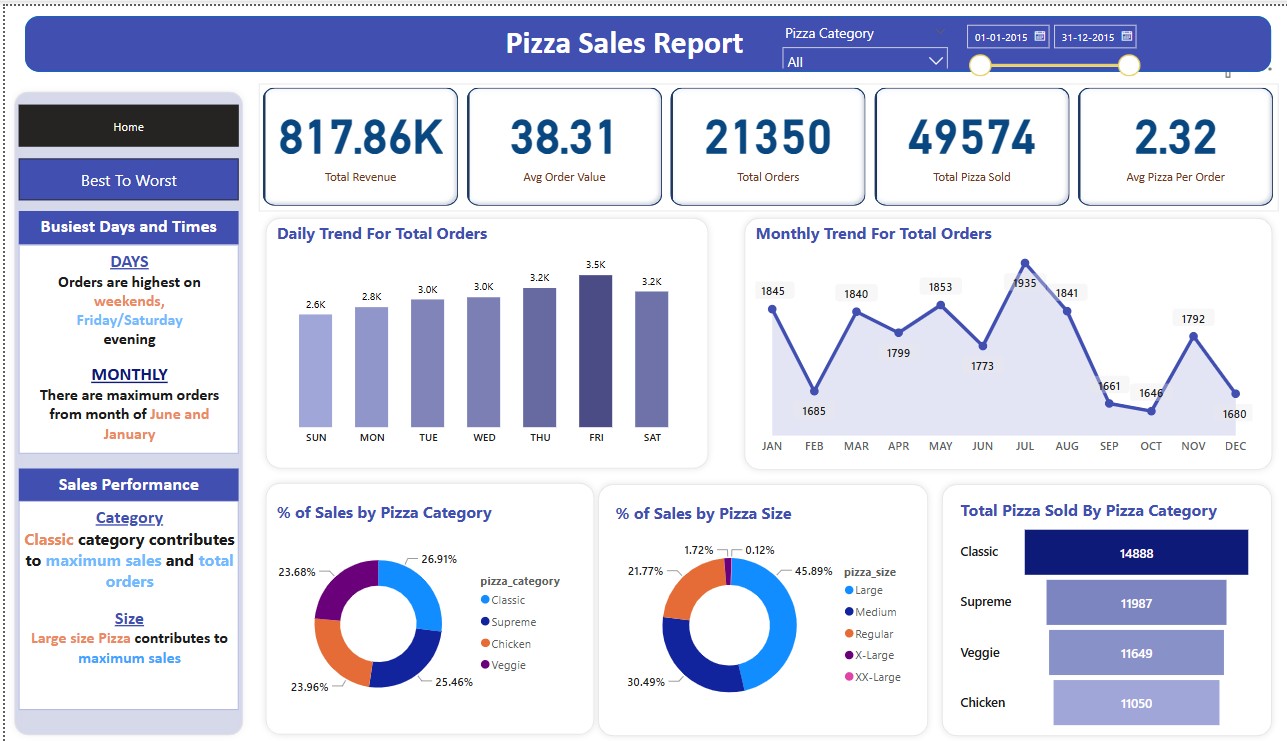 Pizza Sales Report
Pizza Category
All
01-01-2015
31-12-2015
Home
Best To Worst
Busiest Days and Times
DAYS
Orders are highest on
weekends,
Friday/Saturday
evening
MONTHLY
There are maximum orders
from month of June and
January
Sales Performance
Category
Classic category contributes
to maximum sales and total
orders
Size
Large size Pizza contributes to
maximum sales
817.86K
Total Revenue
38.31
Avg Order Value
21350
Total Orders
49574
Total Pizza Sold
2.32
Avg Pizza Per Order
Daily Trend For Total Orders
2.6K
2.8K
3.0K
3.0K
3.2K
3.5K
3.2K
SUN
MON
TUE
WED
THU
FRI
SAT
Monthly Trend For Total Orders
1845
1685
1840
1799
1853
1773
1935
1841
1661
1646
1792
1680
JAN
FEB
MAR
APR
MAY
JUN
JUL
AUG
SEP
OCT
NOV
DEC
% of Sales by Pizza Category
26.91%
25.46%
23.96%
23.68%
pizza_category
Classic
Supreme
Chicken
Veggie
% of Sales by Pizza Size
1.72%
0.12%
45.89%
30.49%
21.77%
pizza_size
Large
Medium
Regular
X-Large
XX-Large
Total Pizza Sold By Pizza Category
Classic
14888
Supreme
11987
Veggie
11649
Chicken
11050